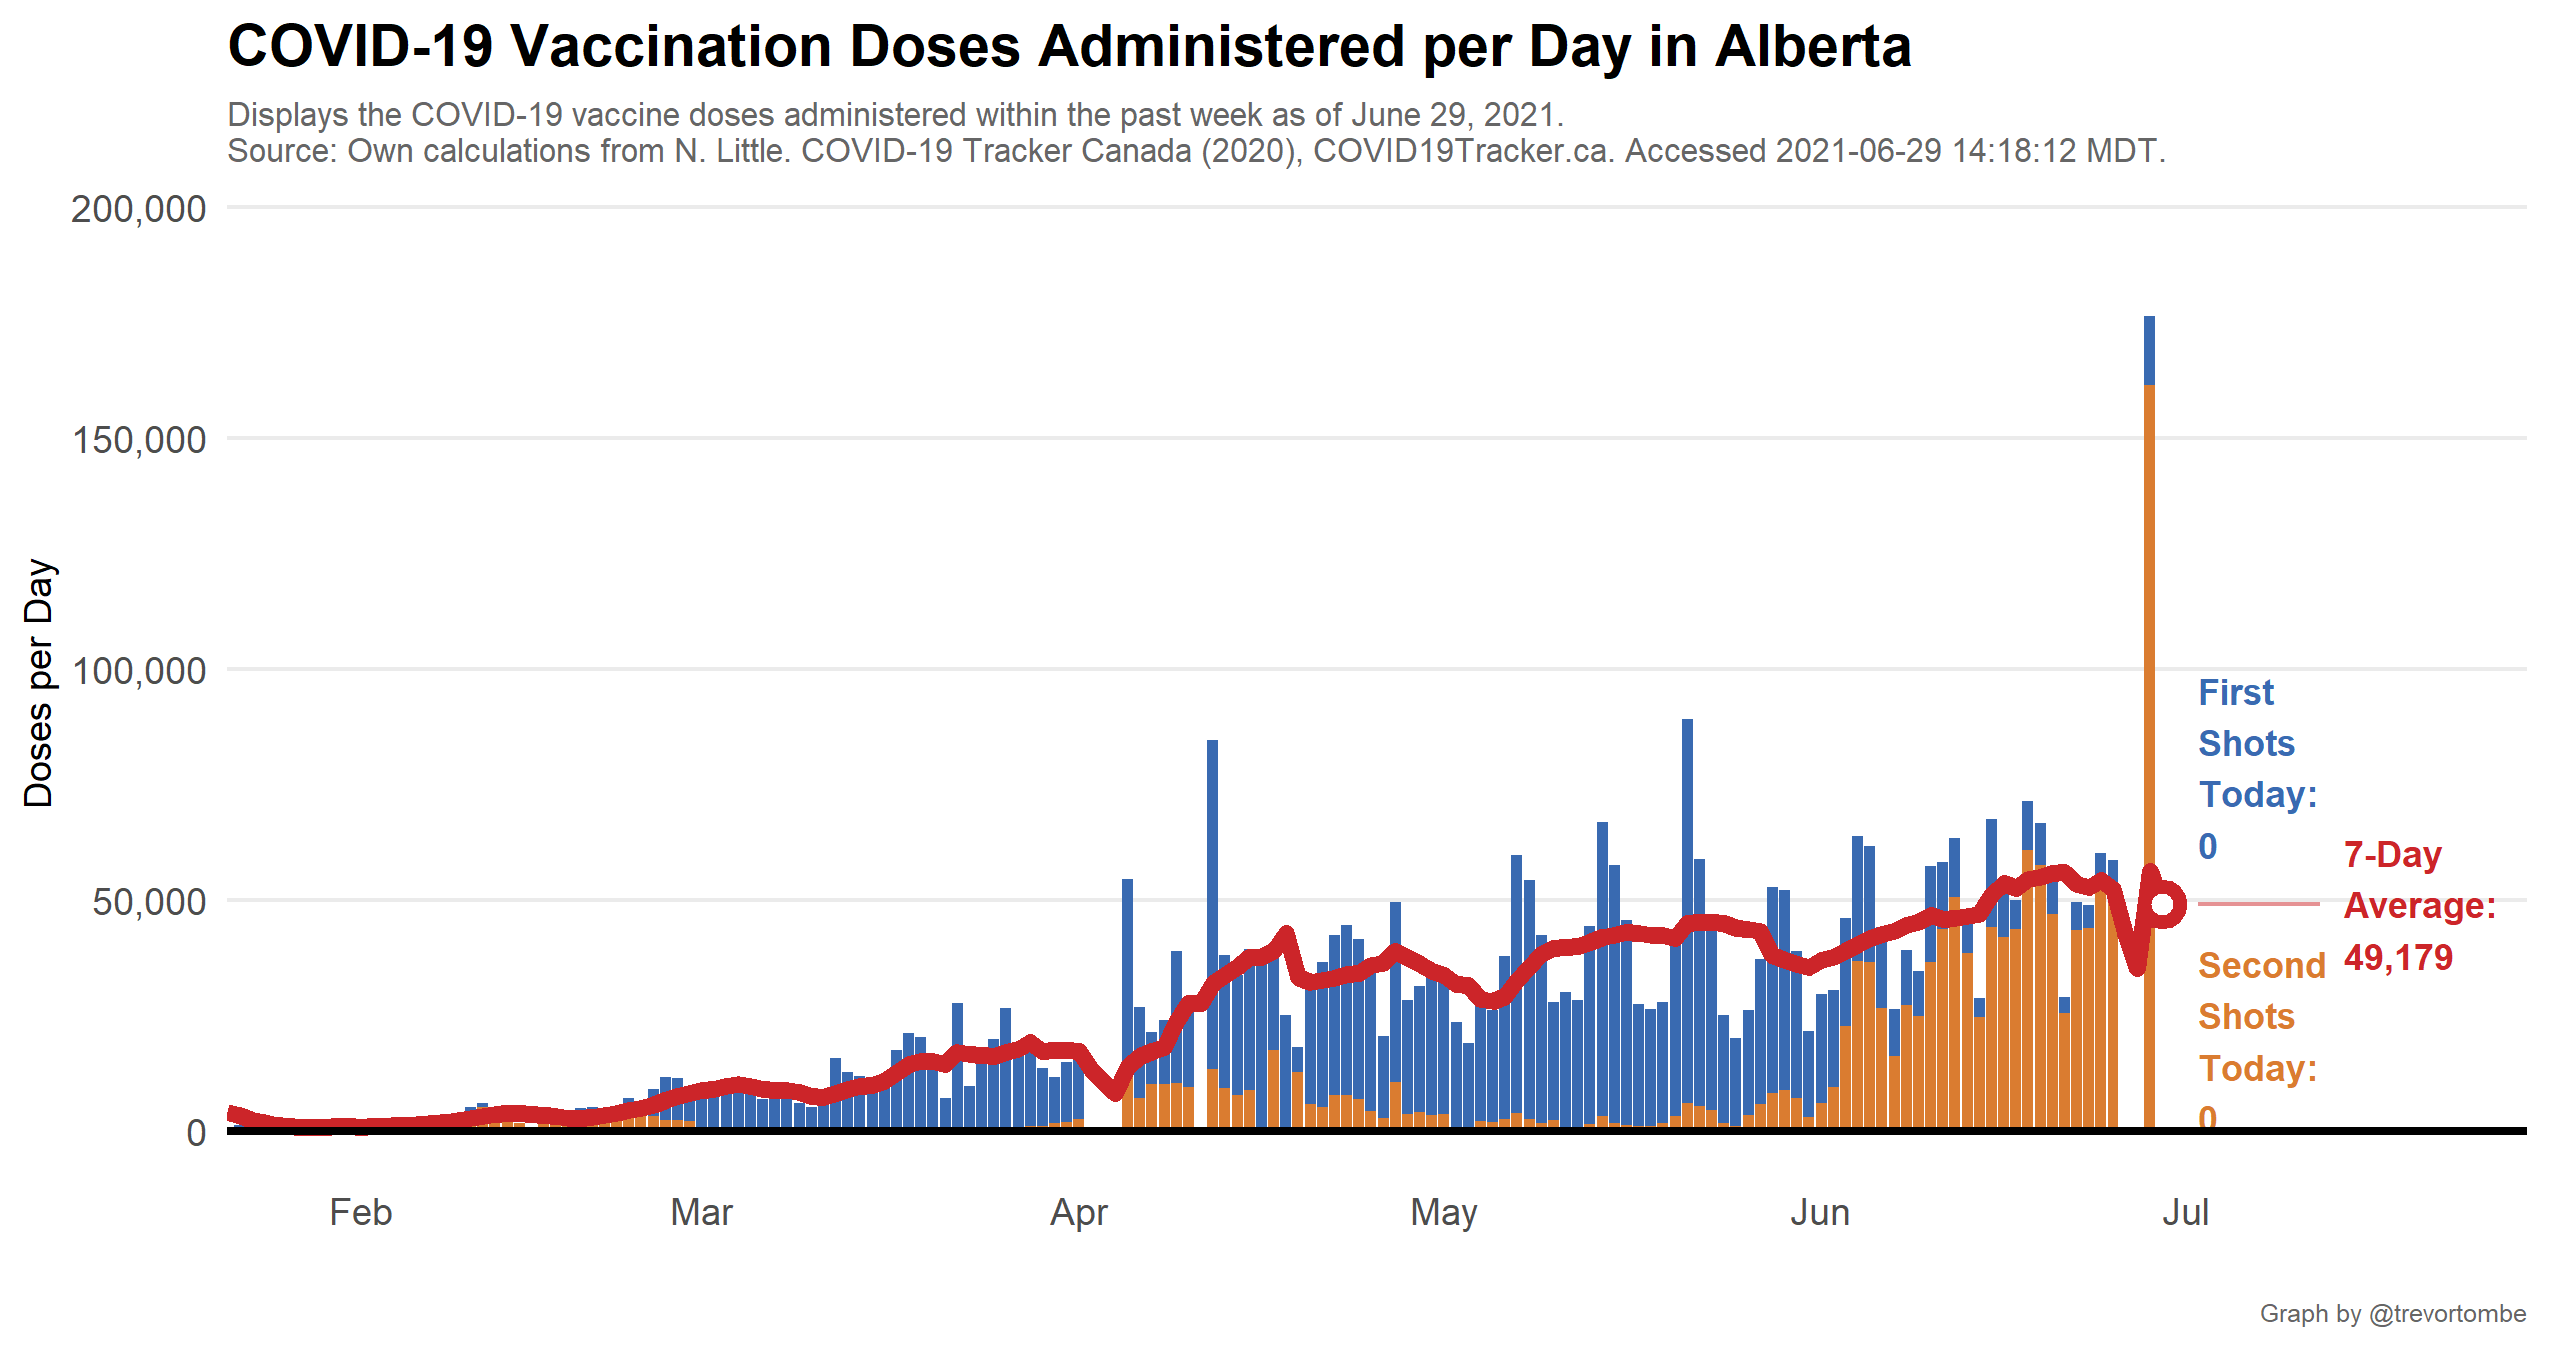 COVID-19 Vaccination Doses Administered per Day in Alberta
Displays the COVID-19 vaccine doses administered within the past week as of June 29, 2021.
Source: Own calculations from N. Little. COVID-19 Tracker Canada (2020), COVID19Tracker.ca. Accessed 2021-06-29 14:18:12 MDT.
Doses per Day
200,000
150,000
100,000
50,000
0
First
Shots
Today:
0
7-Day
Average:
49,179
Second
Shots
Today:
0
Feb
Mar
Apr
May
Jun
Jul
Graph by @trevortombe